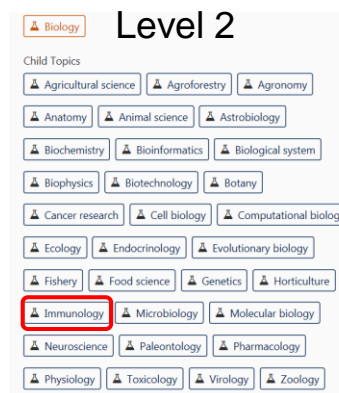 Biology Level 2
Child Topics
Agricultural science Agroforestry Agronomy
Anatomy Animal science Astrobiology
Biochemistry Bioinformatics Biological system
Biophysics Biotechnology Botany
Cancer research Cell biology Computational biolog
Ecology Endocrinology Evolutionary biology
Fishery Food science Genetics Horticulture
Immunology Microbiology Molecular biology
Neuroscience Paleontology Pharmacology
Physiology Toxicology Virology Zoology